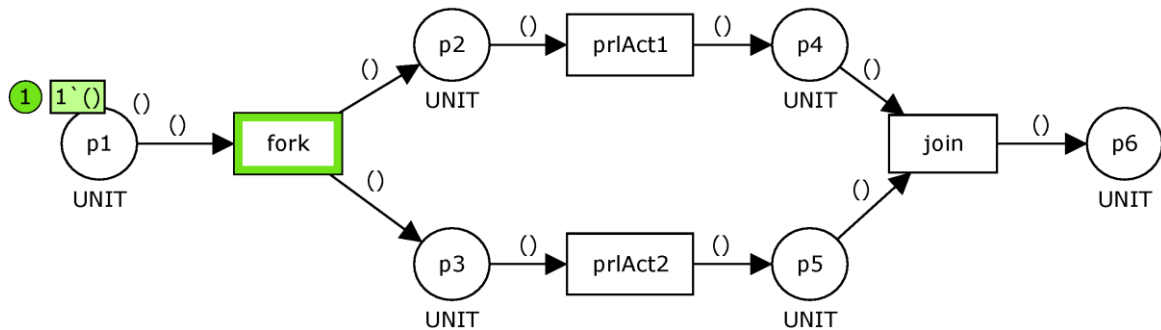 () p2 () prlAct1 () p4 ()
UNIT UNIT
1 1`() ()
p1 () fork () join () p6
UNIT UNIT
() ()
p3 () prlAct2 () p5
UNIT UNIT